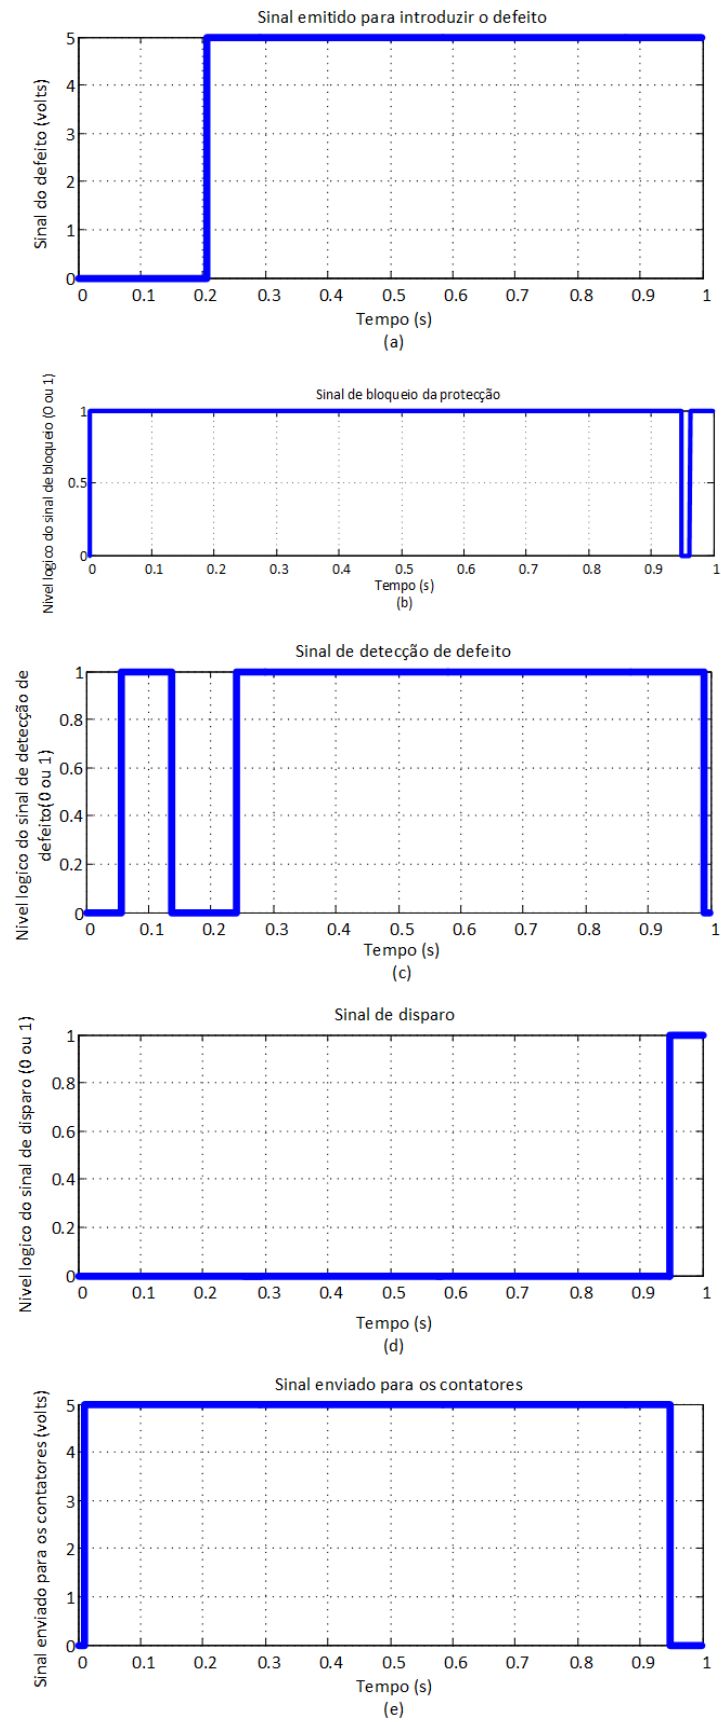 Sinal emitido para introduzir o defeito
Sinal do defeito (volts)
5
4
3
2
1
0
0 0.1 0.2 0.3 0.4 0.5 0.6 0.7 0.8 0.9 1
Tempo (s)
(a)
Sinal de bloqueio da protecção
Nivel logico do sinal de bloqueio (0 ou 1)
1
0.5
0
0 0.1 0.2 0.3 0.4 0.5 0.6 0.7 0.8 0.9 1
Tempo (s)
(b)
Sinal de detecção de defeito
Nivel logico do sinal de detecção de
defeito(0 ou 1)
1
0.8
0.6
0.4
0.2
0
0 0.1 0.2 0.3 0.4 0.5 0.6 0.7 0.8 0.9 1
Tempo (s)
(c)
Sinal de disparo
Nivel logico do sinal de disparo (0 ou 1)
1
0.8
0.6
0.4
0.2
0
0 0.1 0.2 0.3 0.4 0.5 0.6 0.7 0.8 0.9 1
Tempo (s)
(d)
Sinal enviado para os contatores
Sinal enviado para os contatores (volts)
5
4
3
2
1
0
0 0.1 0.2 0.3 0.4 0.5 0.6 0.7 0.8 0.9 1
Tempo (s)
(e)